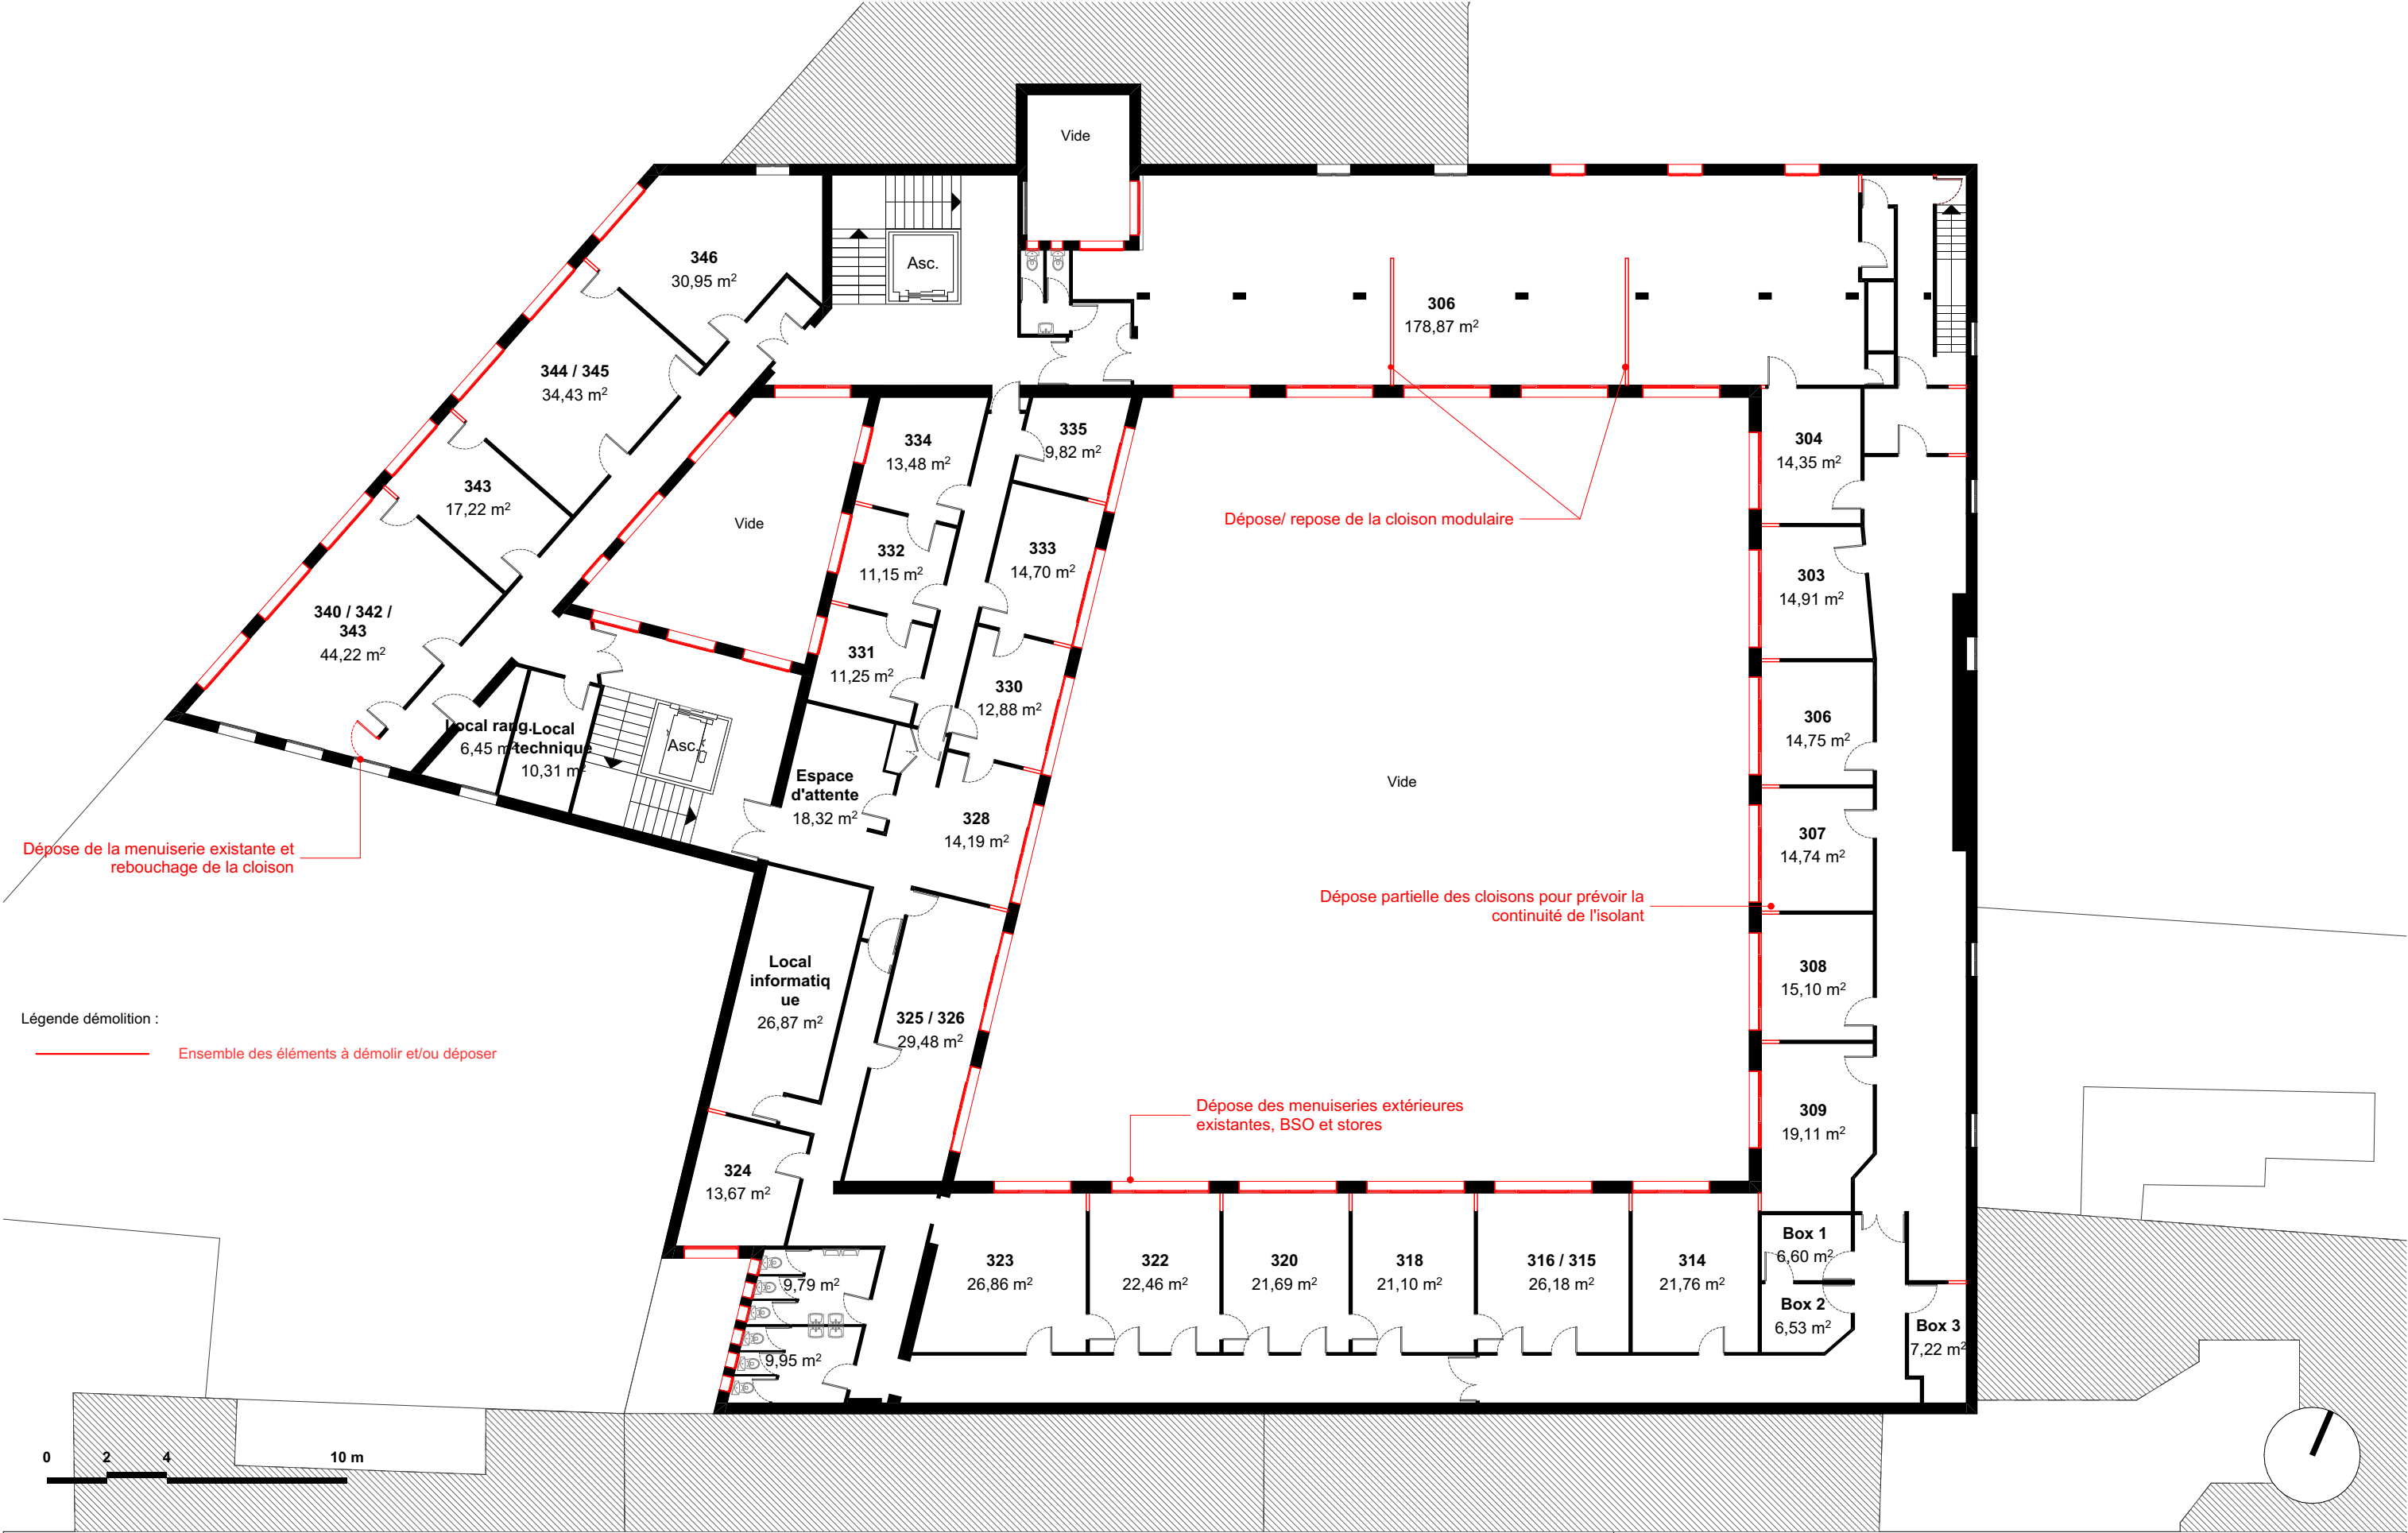 Vide
346
30,95 m²
Asc.
306
178,87 m²
344 / 345
34,43 m²
334
13,48 m²
335
9,82 m²
304
14,35 m²
343
17,22 m²
Vide
Dépose/ repose de la cloison modulaire
332
11,15 m²
333
14,70 m²
303
14,91 m²
340 / 342 /
343
44,22 m²
331
11,25 m²
330
12,88 m²
306
14,75 m²
Local rang.
6,45 m²
Local
technique
10,31 m²
Asc.
Espace
d'attente
18,32 m²
Vide
328
14,19 m²
307
14,74 m²
Dépose de la menuiserie existante et
rebouchage de la cloison
Dépose partielle des cloisons pour prévoir la
continuité de l'isolant
Local
informatiq
ue
26,87 m²
308
15,10 m²
325 / 326
29,48 m²
Légende démolition :
Ensemble des éléments à démolir et/ou déposer
Dépose des menuiseries extérieures
existantes, BSO et stores
309
19,11 m²
324
13,67 m²
323
26,86 m²
322
22,46 m²
320
21,69 m²
318
21,10 m²
316 / 315
26,18 m²
314
21,76 m²
Box 1
6,60 m²
9,79 m²
Box 2
6,53 m²
Box 3
7,22 m²
9,95 m²
0 2 4 10 m